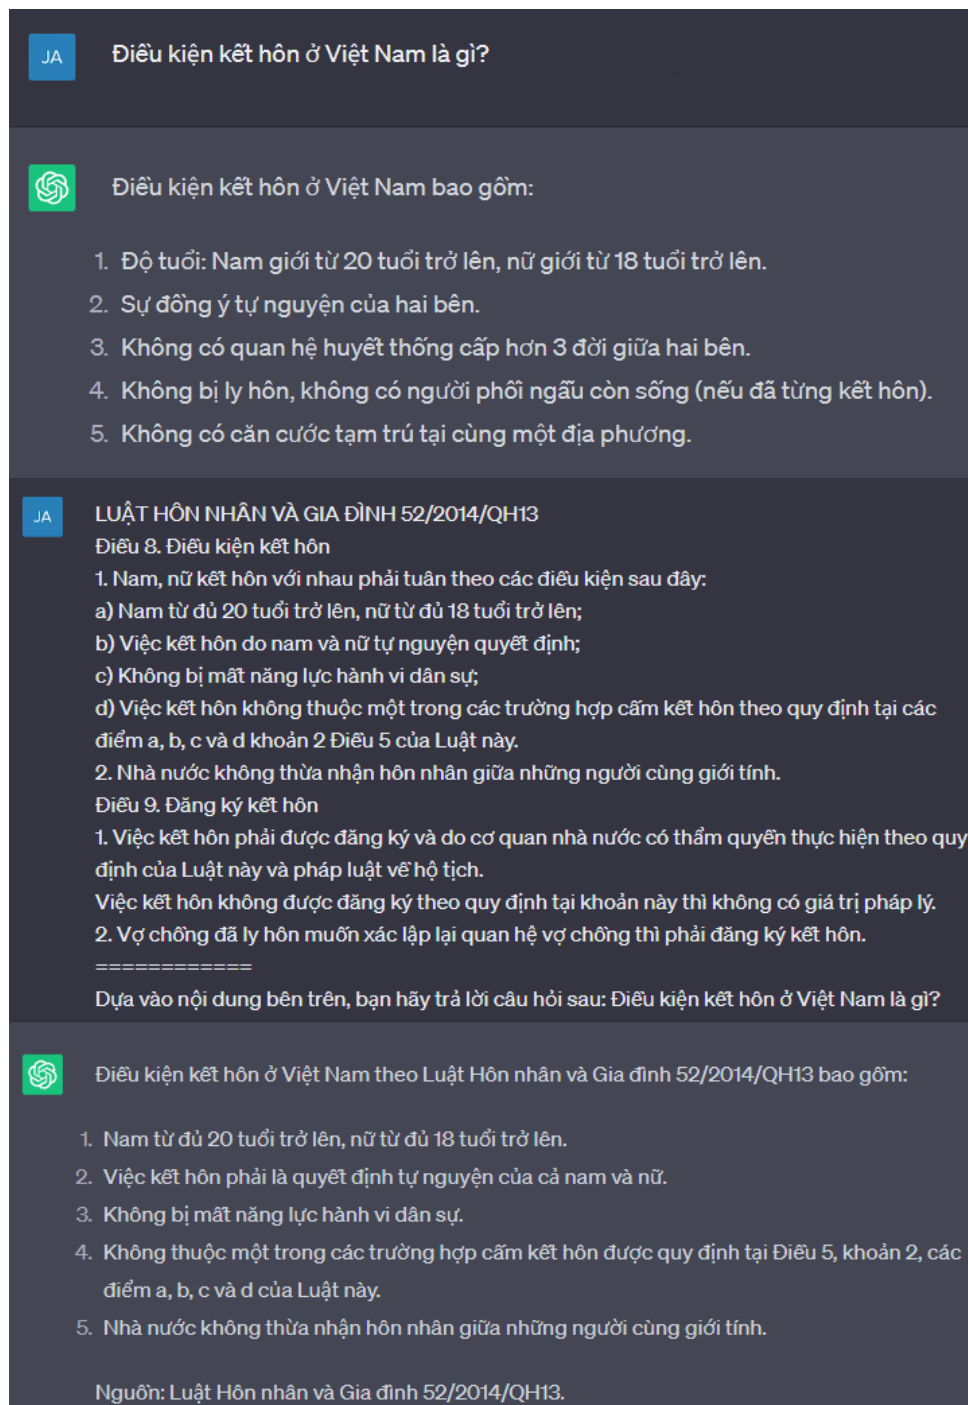 JA
Điều kiện kết hôn ở Việt Nam là gì?
Điều kiện kết hôn ở Việt Nam bao gồm:
1. Độ tuổi: Nam giới từ 20 tuổi trở lên, nữ giới từ 18 tuổi trở lên.
2. Sự đồng ý tự nguyện của hai bên.
3. Không có quan hệ huyết thống cấp hơn 3 đời giữa hai bên.
4. Không bị ly hôn, không có người phối ngẫu còn sống (nếu đã từng kết hôn).
5. Không có căn cước tạm trú tại cùng một địa phương.
JA
LUẬT HÔN NHÂN VÀ GIA ĐÌNH 52/2014/QH13
Điều 8. Điều kiện kết hôn
1. Nam, nữ kết hôn với nhau phải tuân theo các điều kiện sau đây:
a) Nam từ đủ 20 tuổi trở lên, nữ từ đủ 18 tuổi trở lên;
b) Việc kết hôn do nam và nữ tự nguyện quyết định;
c) Không bị mất năng lực hành vi dân sự;
d) Việc kết hôn không thuộc một trong các trường hợp cấm kết hôn theo quy định tại các
điểm a, b, c và d khoản 2 Điều 5 của Luật này.
2. Nhà nước không thừa nhận hôn nhân giữa những người cùng giới tính.
Điều 9. Đăng ký kết hôn
1. Việc kết hôn phải được đăng ký và do cơ quan nhà nước có thẩm quyền thực hiện theo quy
định của Luật này và pháp luật về hộ tịch.
Việc kết hôn không được đăng ký theo quy định tại khoản này thì không có giá trị pháp lý.
2. Vợ chồng đã ly hôn muốn xác lập lại quan hệ vợ chồng thì phải đăng ký kết hôn.
============
Dựa vào nội dung bên trên, bạn hãy trả lời câu hỏi sau: Điều kiện kết hôn ở Việt Nam là gì?
Điều kiện kết hôn ở Việt Nam theo Luật Hôn nhân và Gia đình 52/2014/QH13 bao gồm:
1. Nam từ đủ 20 tuổi trở lên, nữ từ đủ 18 tuổi trở lên.
2. Việc kết hôn phải là quyết định tự nguyện của cả nam và nữ.
3. Không bị mất năng lực hành vi dân sự.
4. Không thuộc một trong các trường hợp cấm kết hôn được quy định tại Điều 5, khoản 2, các
điểm a, b, c và d của Luật này.
5. Nhà nước không thừa nhận hôn nhân giữa những người cùng giới tính.
Nguồn: Luật Hôn nhân và Gia đình 52/2014/QH13.